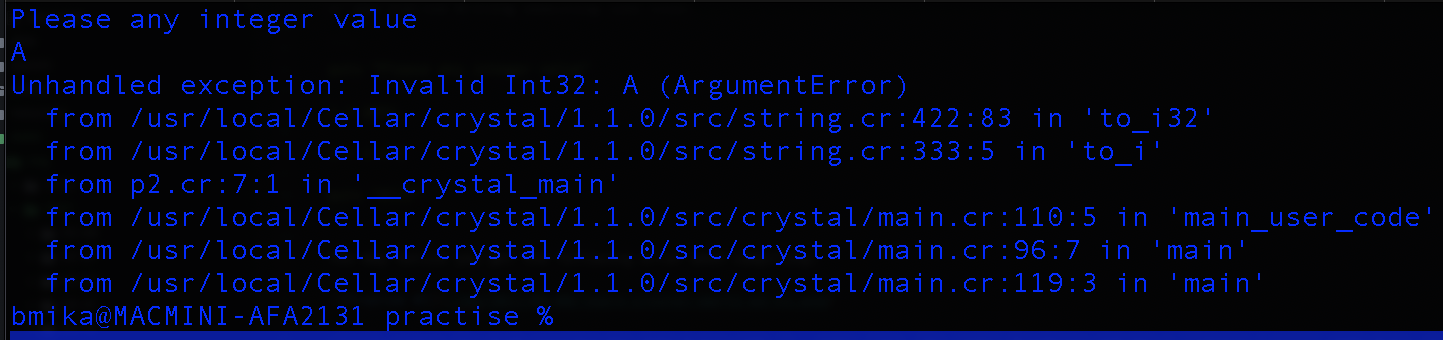 Please any integer value
A
Unhandled exception: Invalid Int32: A (ArgumentError)
  from /usr/local/Cellar/crystal/1.1.0/src/string.cr:422:83 in 'to_i32'
  from /usr/local/Cellar/crystal/1.1.0/src/string.cr:333:5 in 'to_i'
  from p2.cr:7:1 in '__crystal_main'
  from /usr/local/Cellar/crystal/1.1.0/src/crystal/main.cr:110:5 in 'main_user_code'
  from /usr/local/Cellar/crystal/1.1.0/src/crystal/main.cr:96:7 in 'main'
  from /usr/local/Cellar/crystal/1.1.0/src/crystal/main.cr:119:3 in 'main'
bmika@MACMINI-AFA2131 practise %